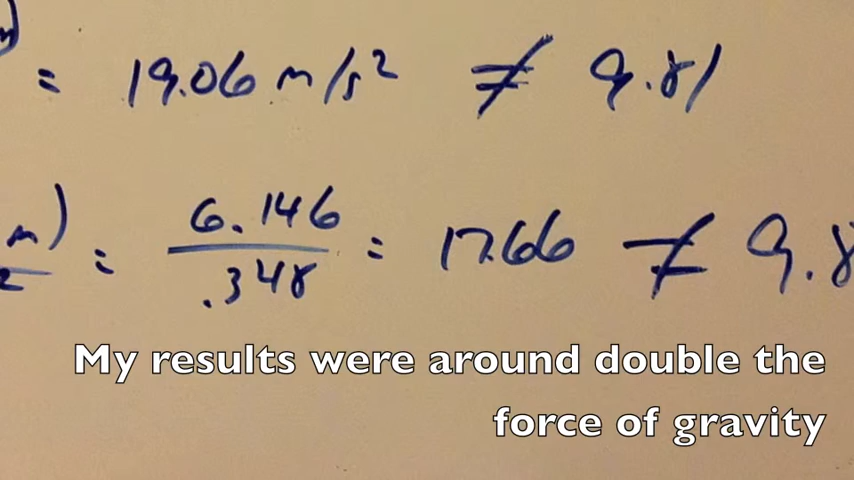 = 19.06 m/s² ≠ 9.81
m) = 6.146 = 17.66 ≠ 9.8
2 .348
My results were around double the
force of gravity